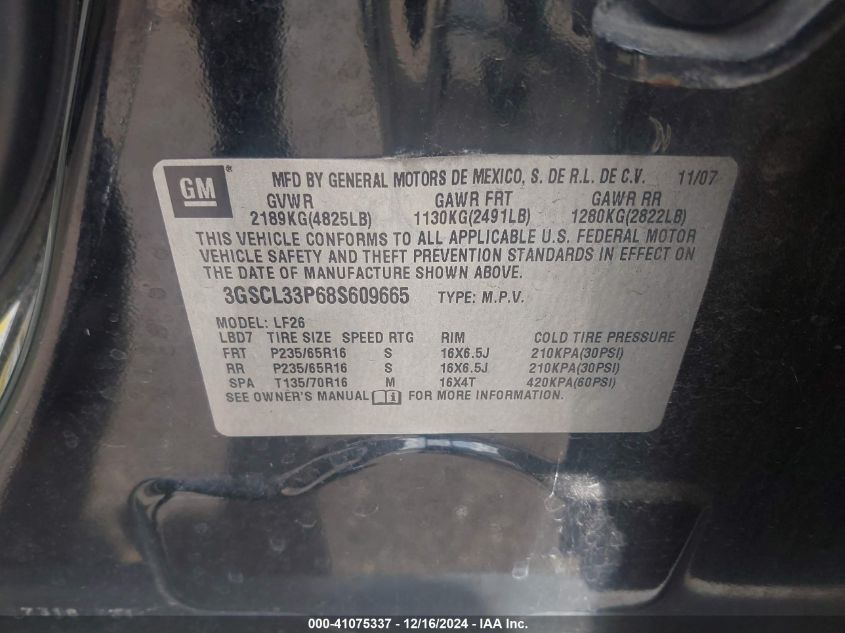 GM ® MFD BY GENERAL MOTORS DE MEXICO, S. DE R.L. DE C.V. 11/07
GVWR GAWR FRT GAWR RR
2189KG(4825LB) 1130KG(2491LB) 1280KG(2822LB)
THIS VEHICLE CONFORMS TO ALL APPLICABLE U.S. FEDERAL MOTOR
VEHICLE SAFETY AND THEFT PREVENTION STANDARDS IN EFFECT ON
THE DATE OF MANUFACTURE SHOWN ABOVE.
3GSCL33P68S609665 TYPE: M.P.V.
MODEL: LF26
LBD7 TIRE SIZE SPEED RTG RIM COLD TIRE PRESSURE
FRT P235/65R16 S 16X6.5J 210KPA(30PSI)
RR P235/65R16 S 16X6.5J 210KPA(30PSI)
SPA T135/70R16 M 16X4T 420KPA(60PSI)
SEE OWNER'S MANUAL i FOR MORE INFORMATION.
000-41075337 - 12/16/2024 - IAA Inc.